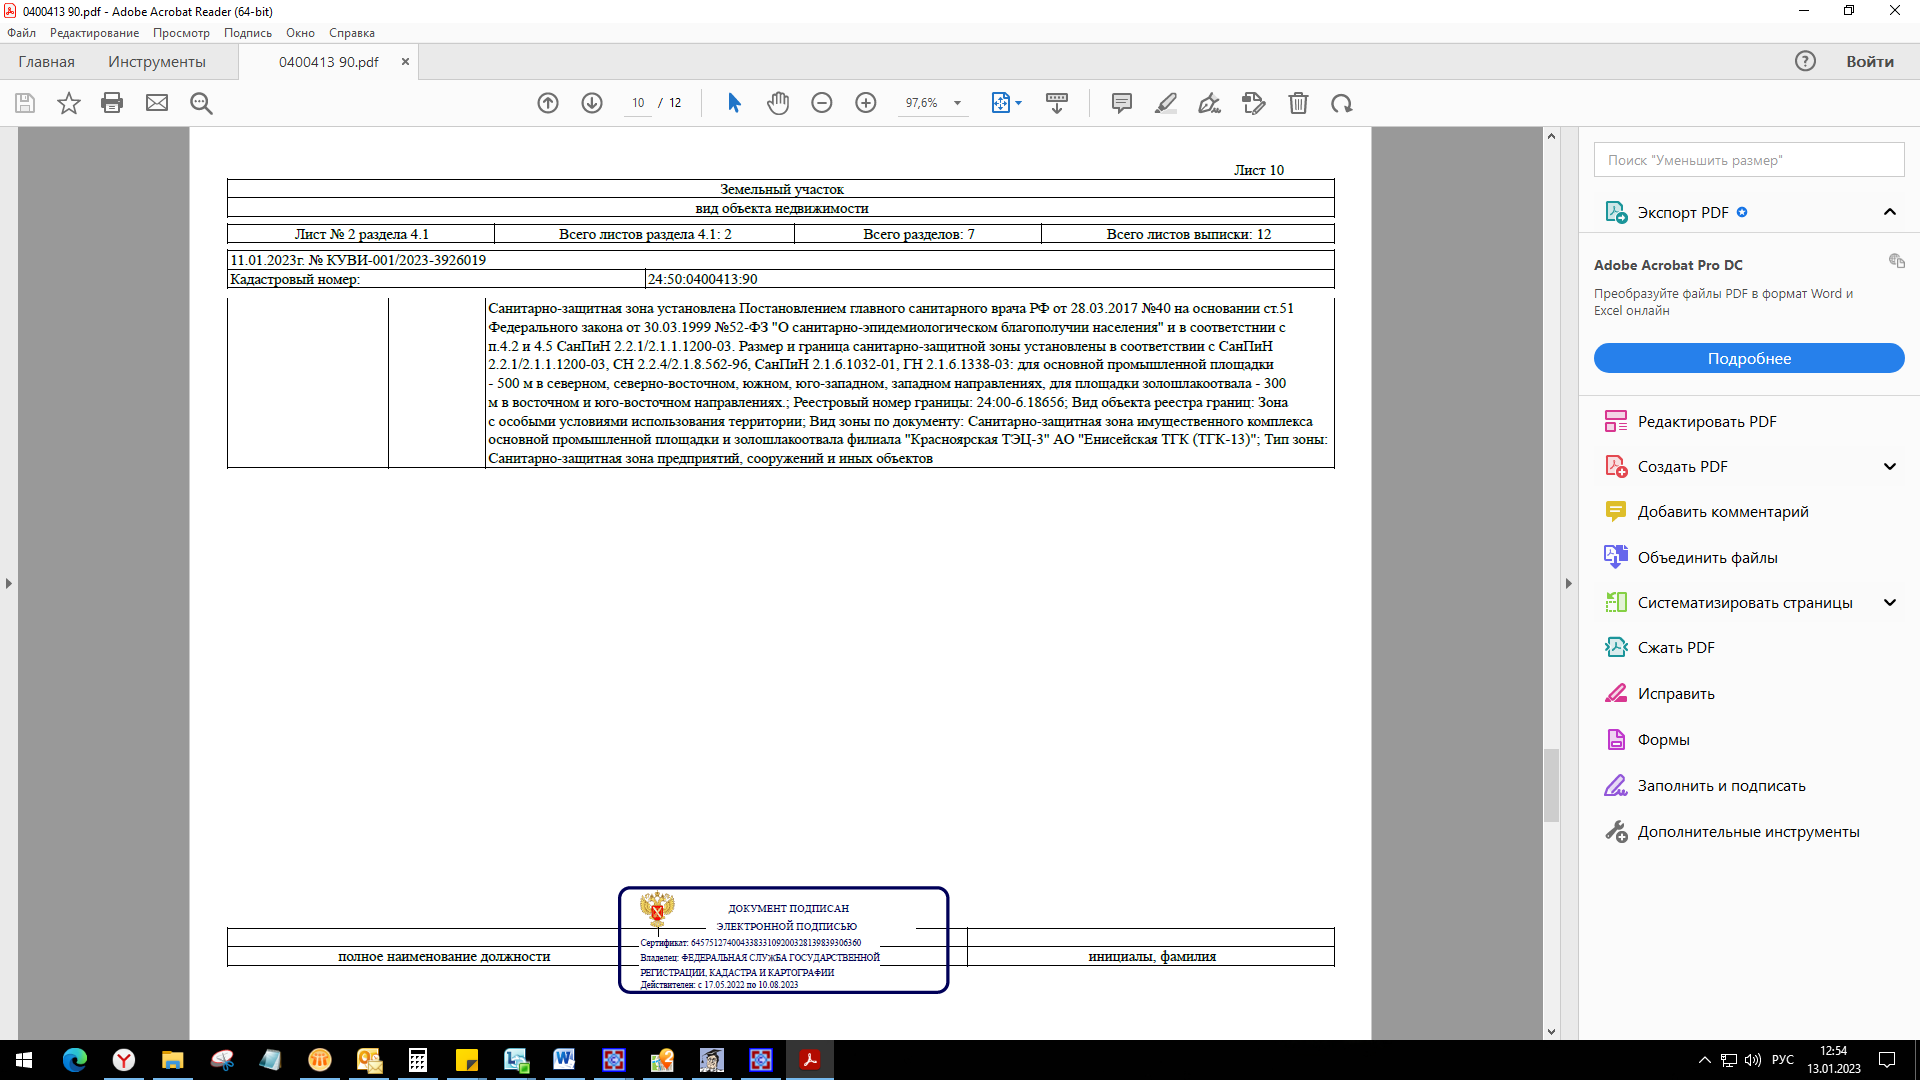 0400413 90.pdf - Adobe Acrobat Reader (64-bit)
Файл Редактирование Просмотр Подпись Окно Справка
Главная Инструменты 0400413 90.pdf × ? Войти
10 / 12 97,6%
Поиск "Уменьшить размер"
Экспорт PDF
Adobe Acrobat Pro DC
Преобразуйте файлы PDF в формат Word и
Excel онлайн
Подробнее
Редактировать PDF
Создать PDF
Добавить комментарий
Объединить файлы
Систематизировать страницы
Сжать PDF
Исправить
Формы
Заполнить и подписать
Дополнительные инструменты
Лист 10
Земельный участок
вид объекта недвижимости
Лист № 2 раздела 4.1 Всего листов раздела 4.1: 2 Всего разделов: 7 Всего листов выписки: 12
11.01.2023г. № КУВИ-001/2023-3926019
Кадастровый номер: 24:50:0400413:90
Санитарно-защитная зона установлена Постановлением главного санитарного врача РФ от 28.03.2017 №40 на основании ст.51
Федерального закона от 30.03.1999 №52-ФЗ "О санитарно-эпидемиологическом благополучии населения" и в соответстнии с
п.4.2 и 4.5 СанПиН 2.2.1/2.1.1.1200-03. Размер и граница санитарно-защитной зоны установлены в соответствии с СанПиН
2.2.1/2.1.1.1200-03, СН 2.2.4/2.1.8.562-96, СанПиН 2.1.6.1032-01, ГН 2.1.6.1338-03: для основной промышленной площадки
- 500 м в северном, северно-восточном, южном, юго-западном, западном направлениях, для площадки золошлакоотвала - 300
м в восточном и юго-восточном направлениях.; Реестровый номер границы: 24:00-6.18656; Вид объекта реестра границ: Зона
с особыми условиями использования территории; Вид зоны по документу: Санитарно-защитная зона имущественного комплекса
основной промышленной площадки и золошлакоотвала филиала "Красноярская ТЭЦ-3" АО "Енисейская ТГК (ТГК-13)"; Тип зоны:
Санитарно-защитная зона предприятий, сооружений и иных объектов
ДОКУМЕНТ ПОДПИСАН
ЭЛЕКТРОННОЙ ПОДПИСЬЮ
Сертификат: 645751274004338331092003281398393063​60
Владелец: ФЕДЕРАЛЬНАЯ СЛУЖБА ГОСУДАРСТВЕННОЙ
РЕГИСТРАЦИИ, КАДАСТРА И КАРТОГРАФИИ
Действителен: с 17.05.2022 по 10.08.2023
полное наименование должности инициалы, фамилия
РУС 12:54
13.01.2023